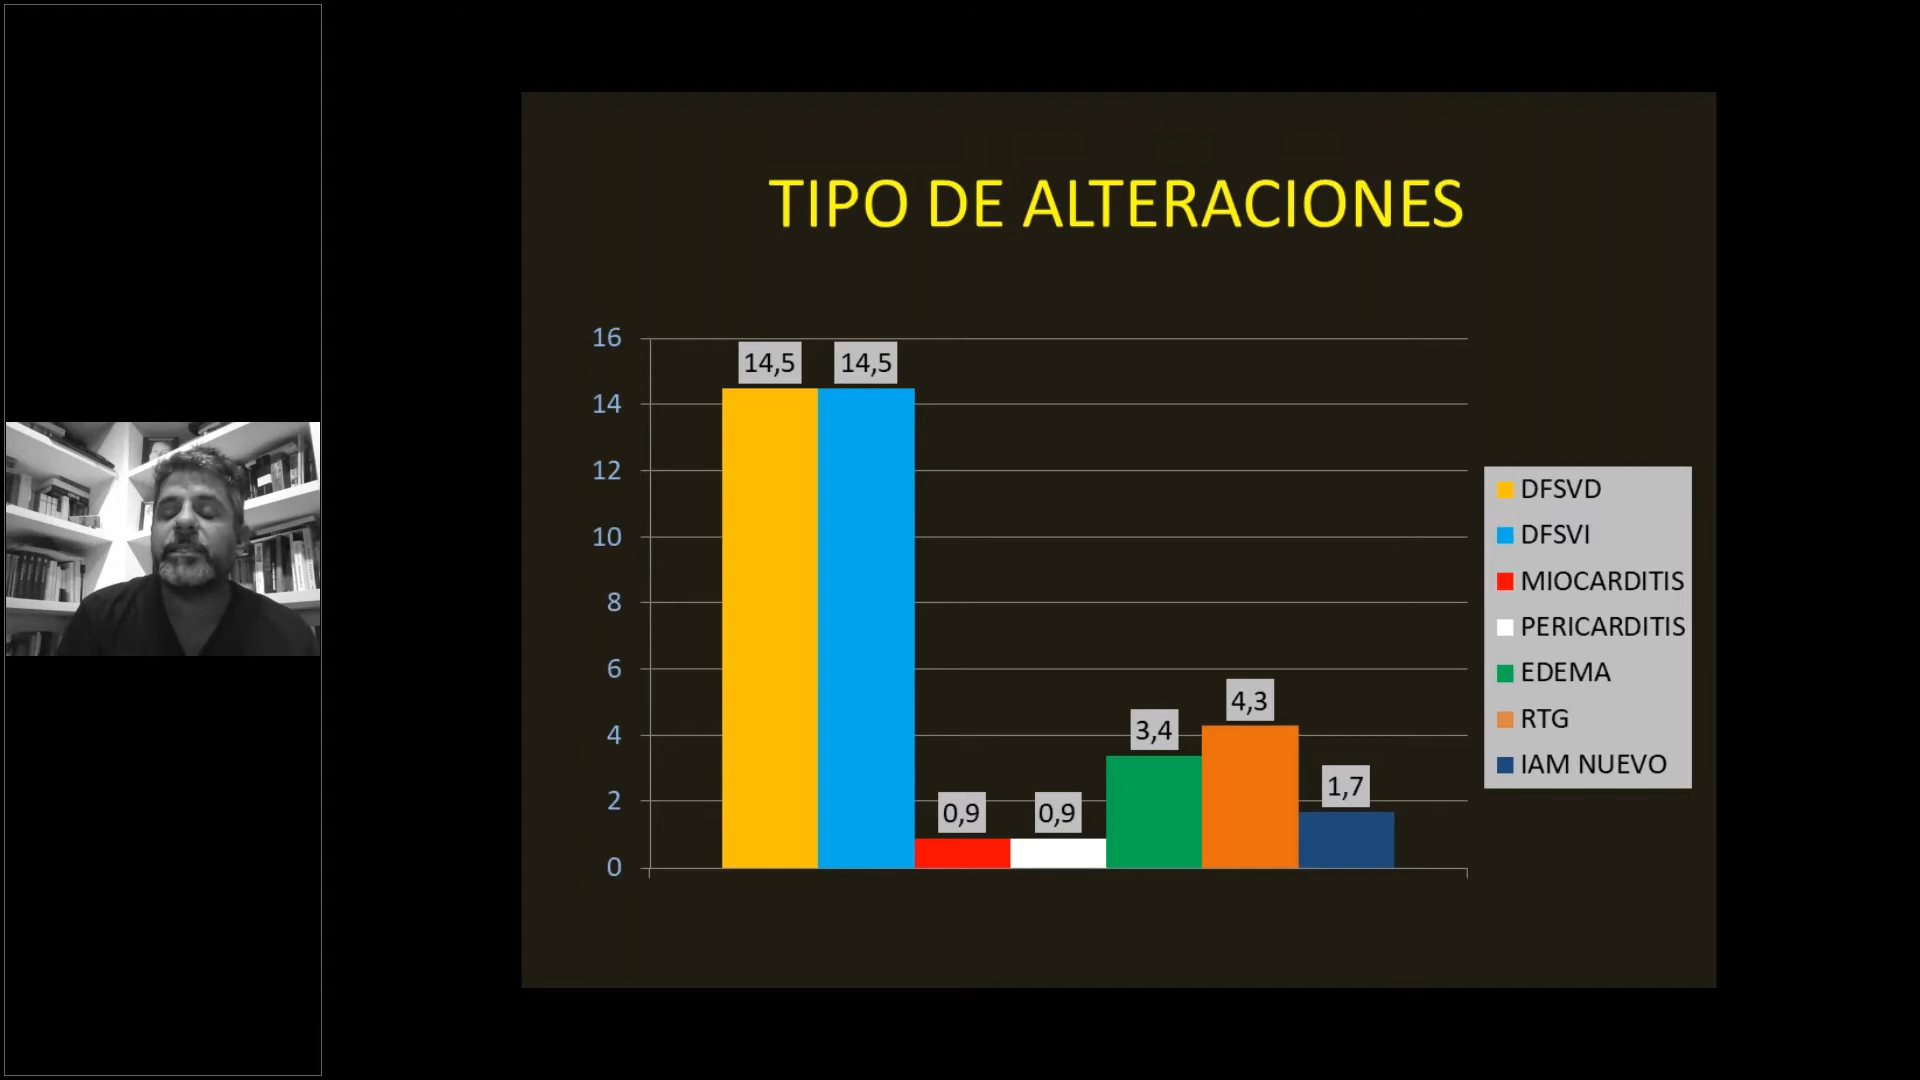 TIPO DE ALTERACIONES
16
14
12
10
8
6
4
2
0
14,5
14,5
0,9
0,9
3,4
4,3
1,7
DFSVD
DFSVI
MIOCARDITIS
PERICARDITIS
EDEMA
RTG
IAM NUEVO